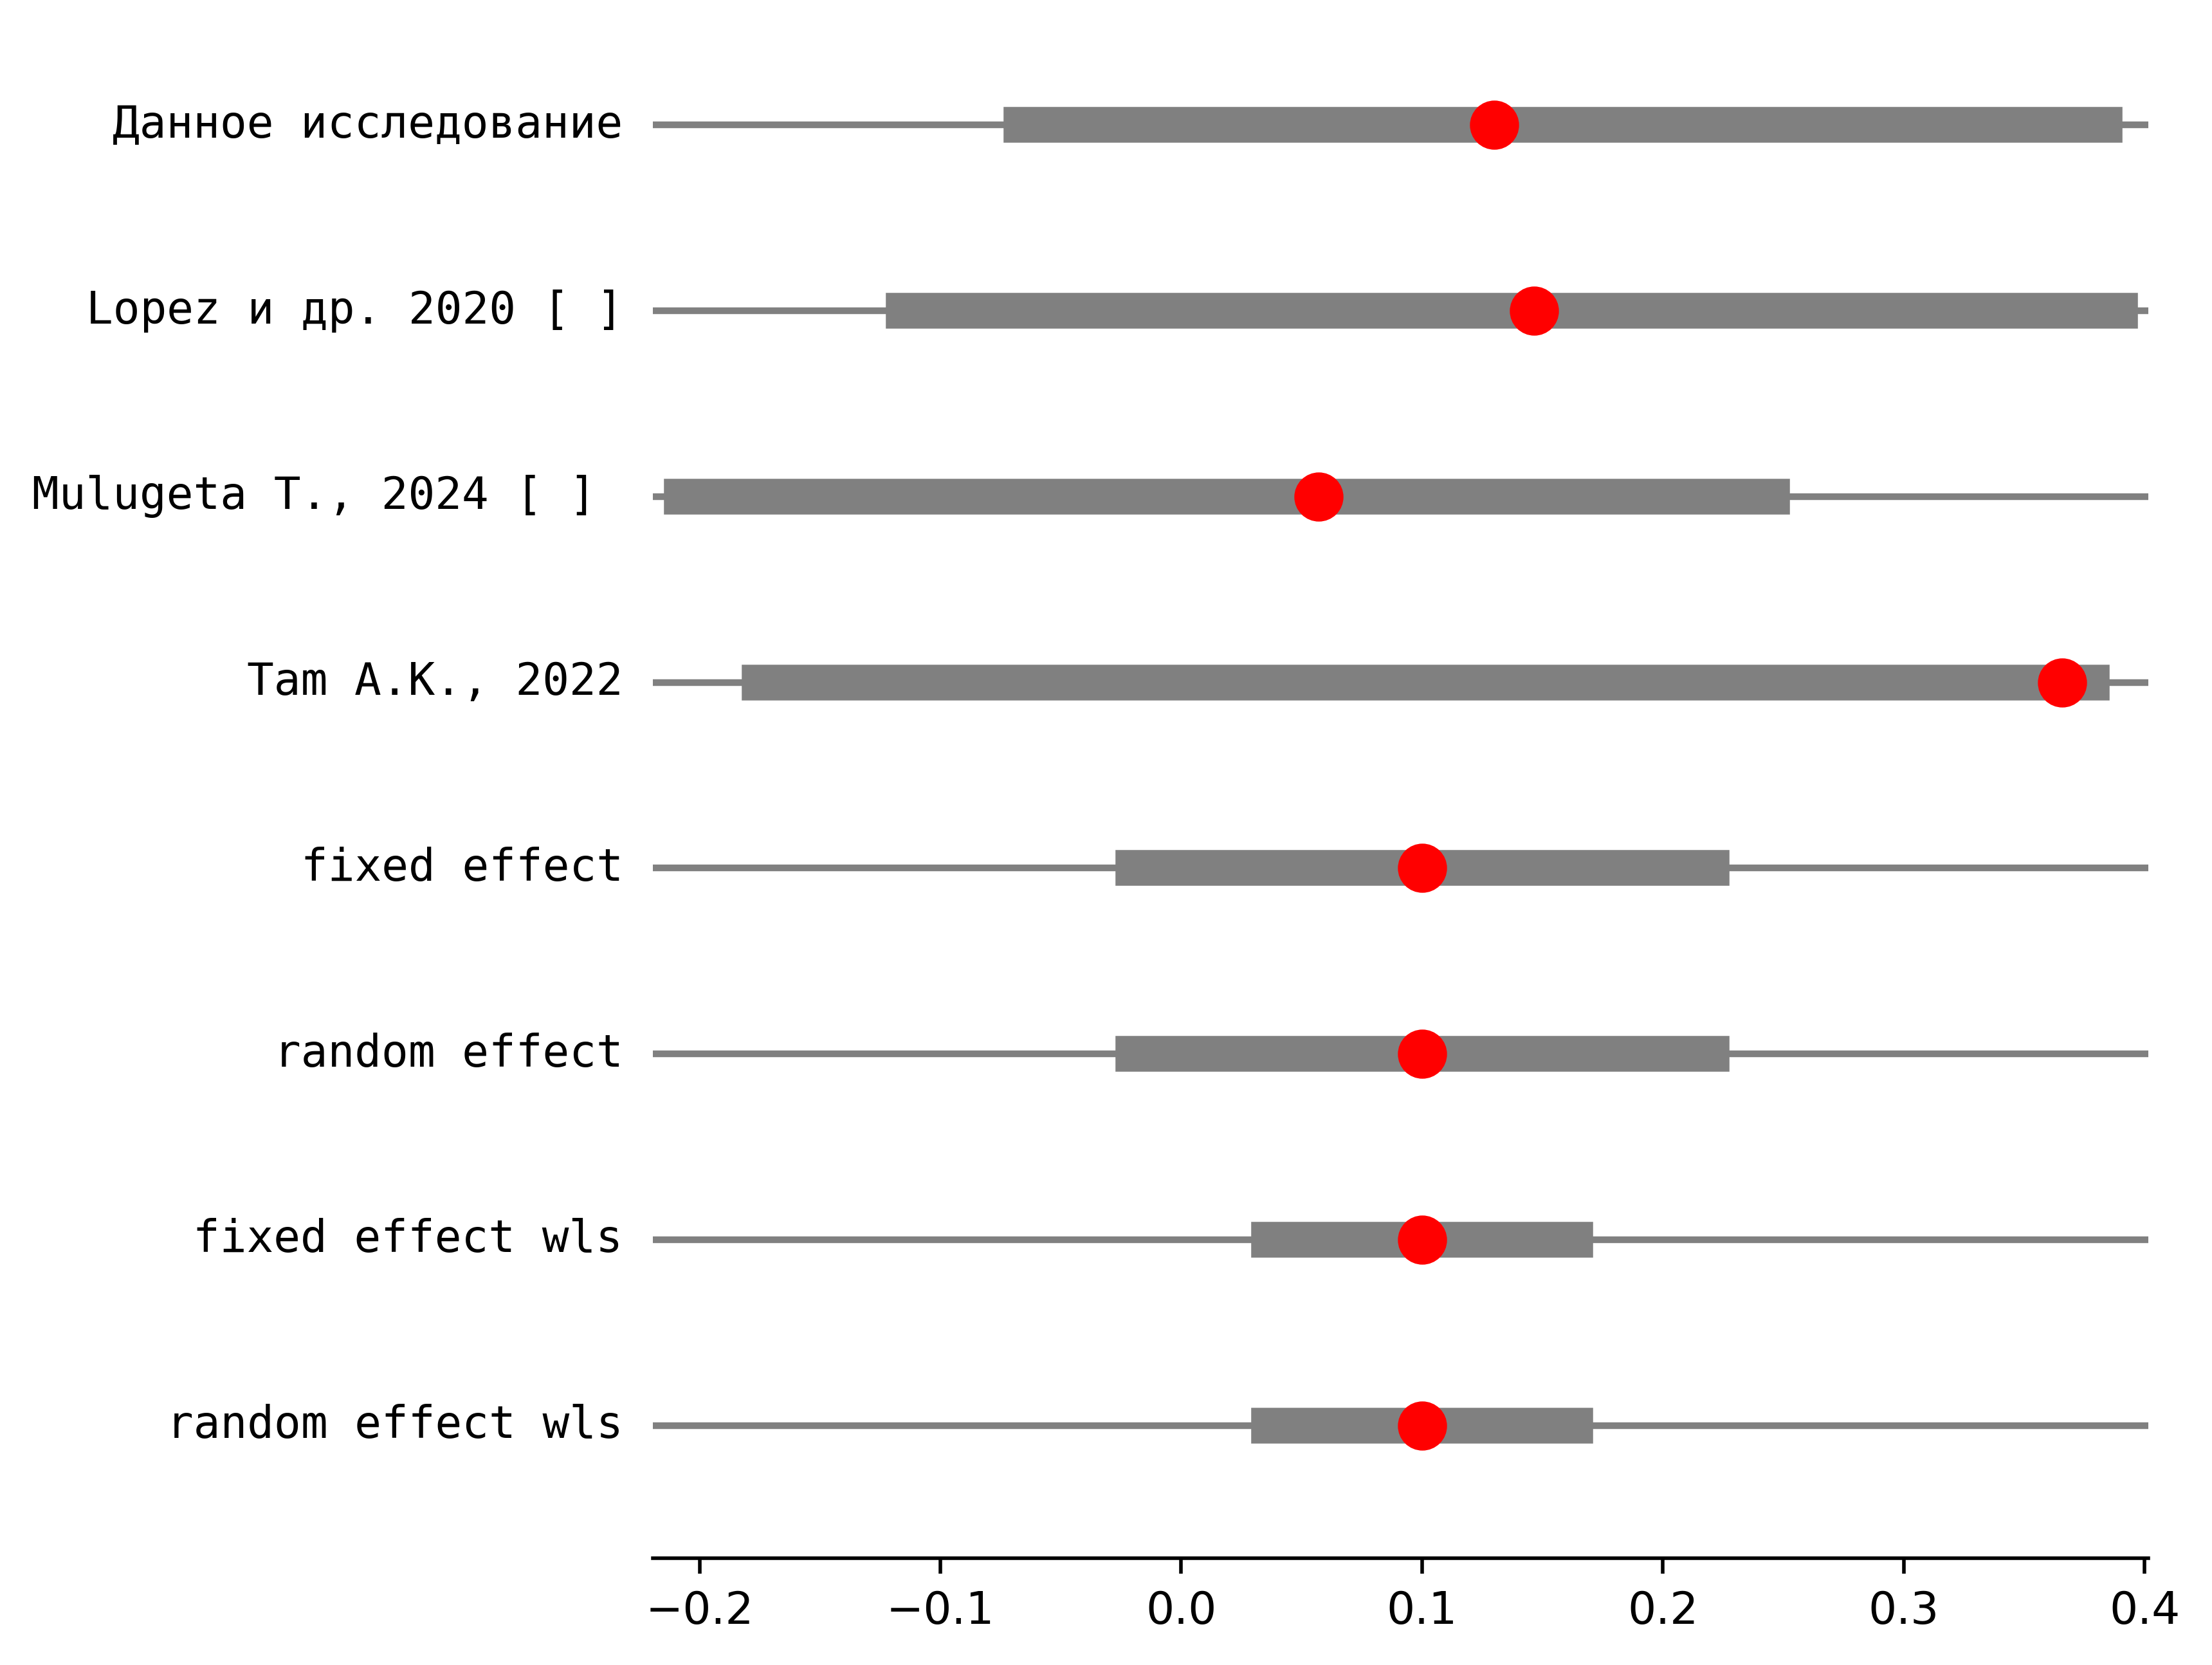 Данное исследование
Lopez и др. 2020 [ ]
Mulugeta T., 2024 [ ]
Tam A.K., 2022
fixed effect
random effect
fixed effect wls
random effect wls
−0.2 −0.1 0.0 0.1 0.2 0.3 0.4